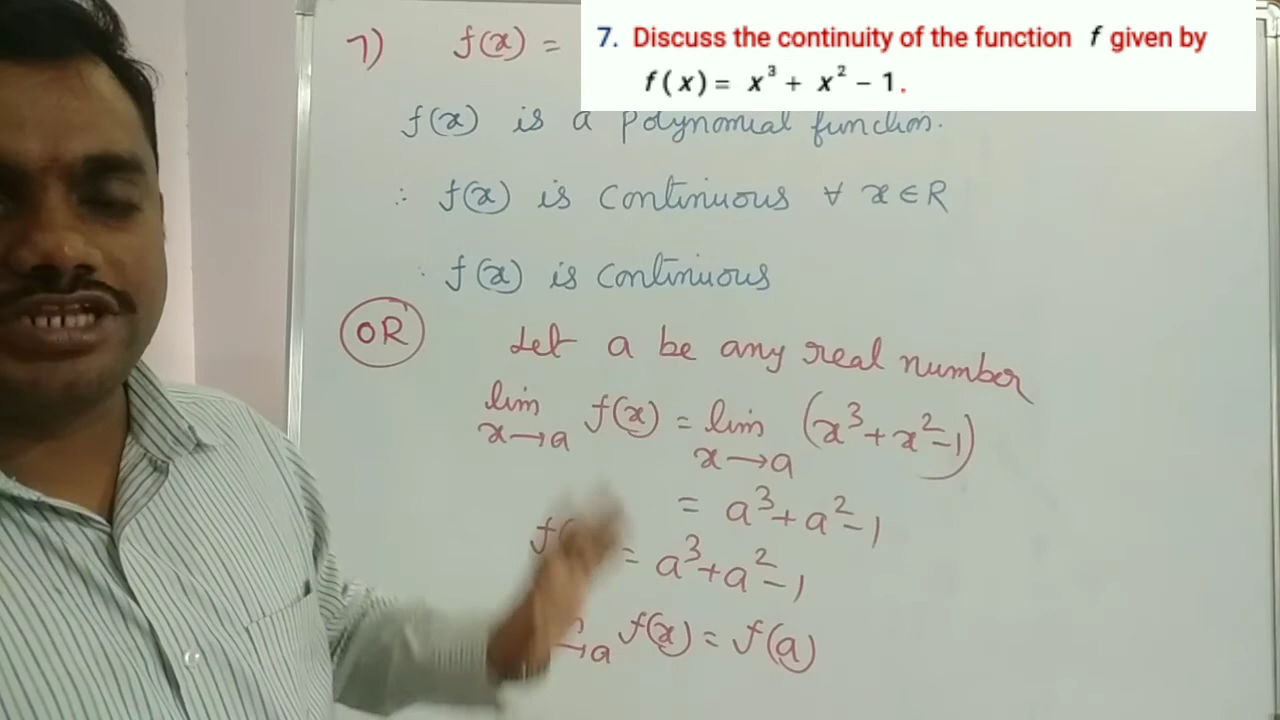 7. Discuss the continuity of the function f given by
f(x) = x³ + x² − 1.
7) f(x) =
f(x) is a polynomial function.
∴ f(x) is continuous ∀ x ∈ R
∴ f(x) is continuous
OR
Let a be any real number
lim x→a f(x) = lim x→a (x³+x²-1)
= a³+a²-1
= a³+a²-1
→a f(x) = f(a)